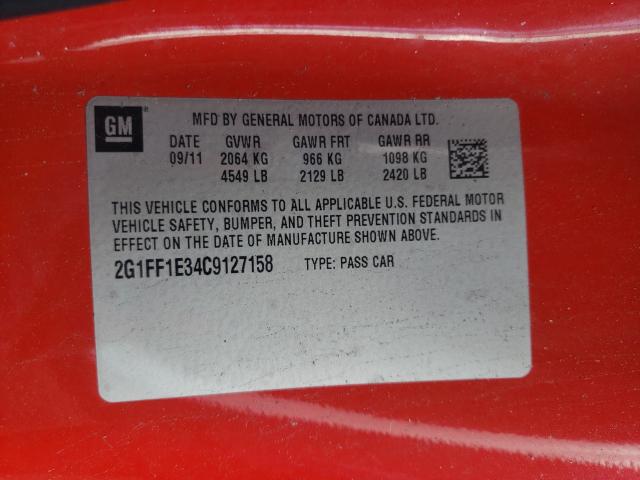 GM
MFD BY GENERAL MOTORS OF CANADA LTD.
DATE GVWR GAWR FRT GAWR RR
09/11 2064 KG 966 KG 1098 KG
4549 LB 2129 LB 2420 LB
THIS VEHICLE CONFORMS TO ALL APPLICABLE U.S. FEDERAL MOTOR
VEHICLE SAFETY, BUMPER, AND THEFT PREVENTION STANDARDS IN
EFFECT ON THE DATE OF MANUFACTURE SHOWN ABOVE.
2G1FF1E34C9127158 TYPE: PASS CAR